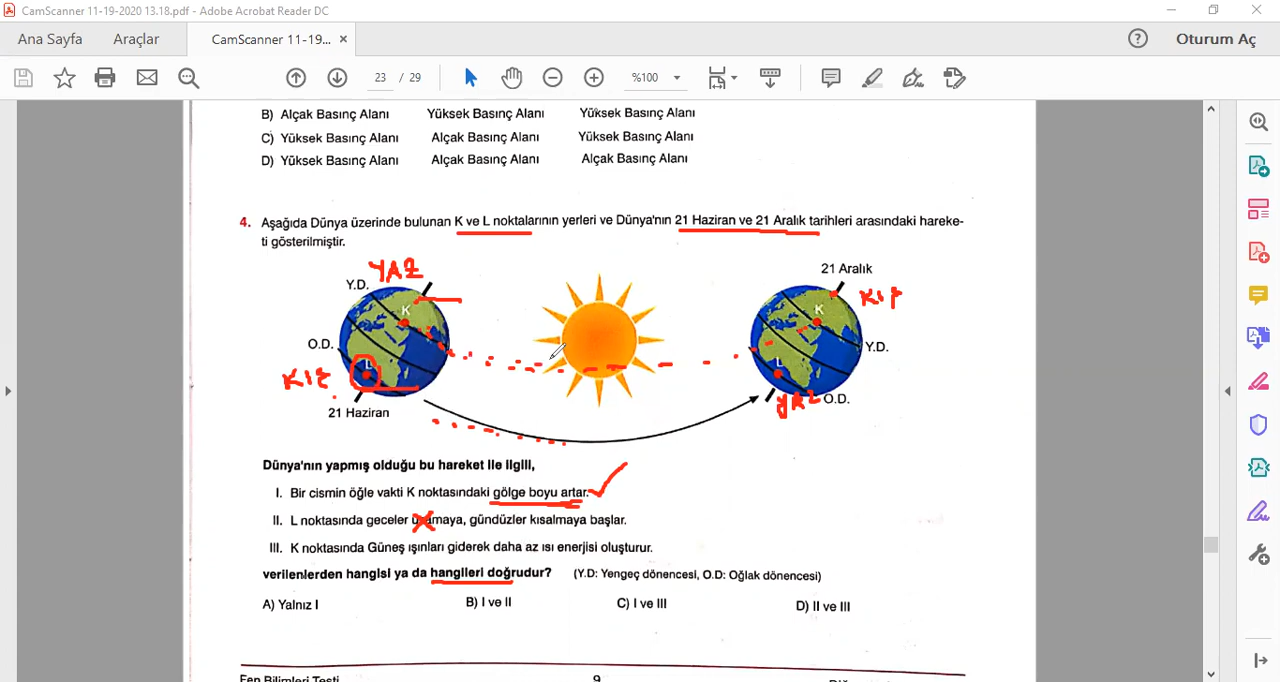 CamScanner 11-19-2020 13.18.pdf - Adobe Acrobat Reader DC
Ana Sayfa Araçlar CamScanner 11-19... × Oturum Aç
23 / 29 %100
B) Alçak Basınç Alanı Yüksek Basınç Alanı Yüksek Basınç Alanı
C) Yüksek Basınç Alanı Alçak Basınç Alanı Yüksek Basınç Alanı
D) Yüksek Basınç Alanı Alçak Basınç Alanı Alçak Basınç Alanı
4. Aşağıda Dünya üzerinde bulunan K ve L noktalarının yerleri ve Dünya'nın 21 Haziran ve 21 Aralık tarihleri arasındaki hareke-
ti gösterilmiştir.
YAZ
21 Aralık
Y.D.
KIŞ
K
K
O.D.
Y.D.
L
L
KIŞ
YAZ O.D.
21 Haziran
Dünya'nın yapmış olduğu bu hareket ile ilgili,
I. Bir cismin öğle vakti K noktasındaki gölge boyu artar.
II. L noktasında geceler uzamaya, gündüzler kısalmaya başlar.
III. K noktasında Güneş ışınları giderek daha az ısı enerjisi oluşturur.
verilenlerden hangisi ya da hangileri doğrudur? (Y.D: Yengeç dönencesi, O.D: Oğlak dönencesi)
A) Yalnız I B) I ve II C) I ve III D) II ve III
Fen Bilimleri Testi 9